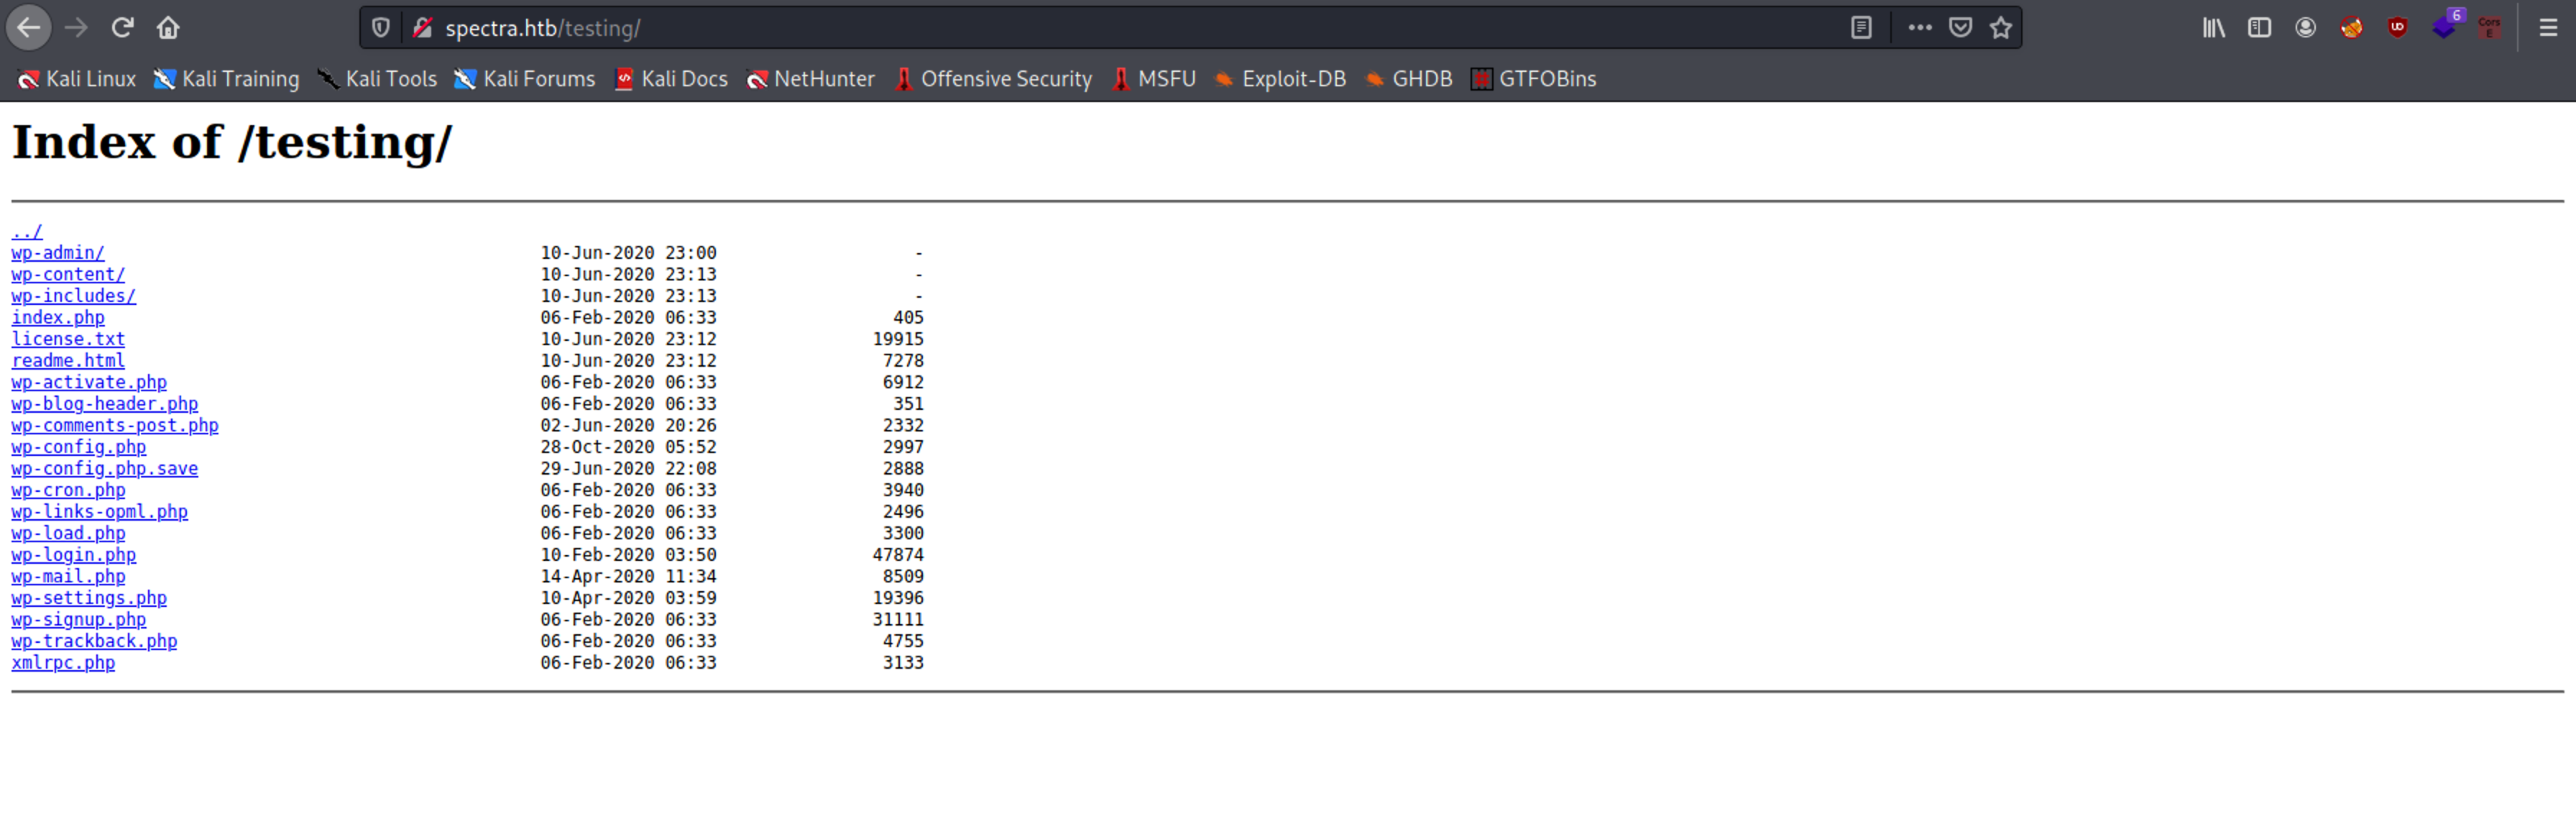 spectra.htb/testing/
6
Cors
E
Kali Linux Kali Training Kali Tools Kali Forums Kali Docs NetHunter Offensive Security MSFU Exploit-DB GHDB GTFOBins
Index of /testing/
../
wp-admin/ 10-Jun-2020 23:00 -
wp-content/ 10-Jun-2020 23:13 -
wp-includes/ 10-Jun-2020 23:13 -
index.php 06-Feb-2020 06:33 405
license.txt 10-Jun-2020 23:12 19915
readme.html 10-Jun-2020 23:12 7278
wp-activate.php 06-Feb-2020 06:33 6912
wp-blog-header.php 06-Feb-2020 06:33 351
wp-comments-post.php 02-Jun-2020 20:26 2332
wp-config.php 28-Oct-2020 05:52 2997
wp-config.php.save 29-Jun-2020 22:08 2888
wp-cron.php 06-Feb-2020 06:33 3940
wp-links-opml.php 06-Feb-2020 06:33 2496
wp-load.php 06-Feb-2020 06:33 3300
wp-login.php 10-Feb-2020 03:50 47874
wp-mail.php 14-Apr-2020 11:34 8509
wp-settings.php 10-Apr-2020 03:59 19396
wp-signup.php 06-Feb-2020 06:33 31111
wp-trackback.php 06-Feb-2020 06:33 4755
xmlrpc.php 06-Feb-2020 06:33 3133